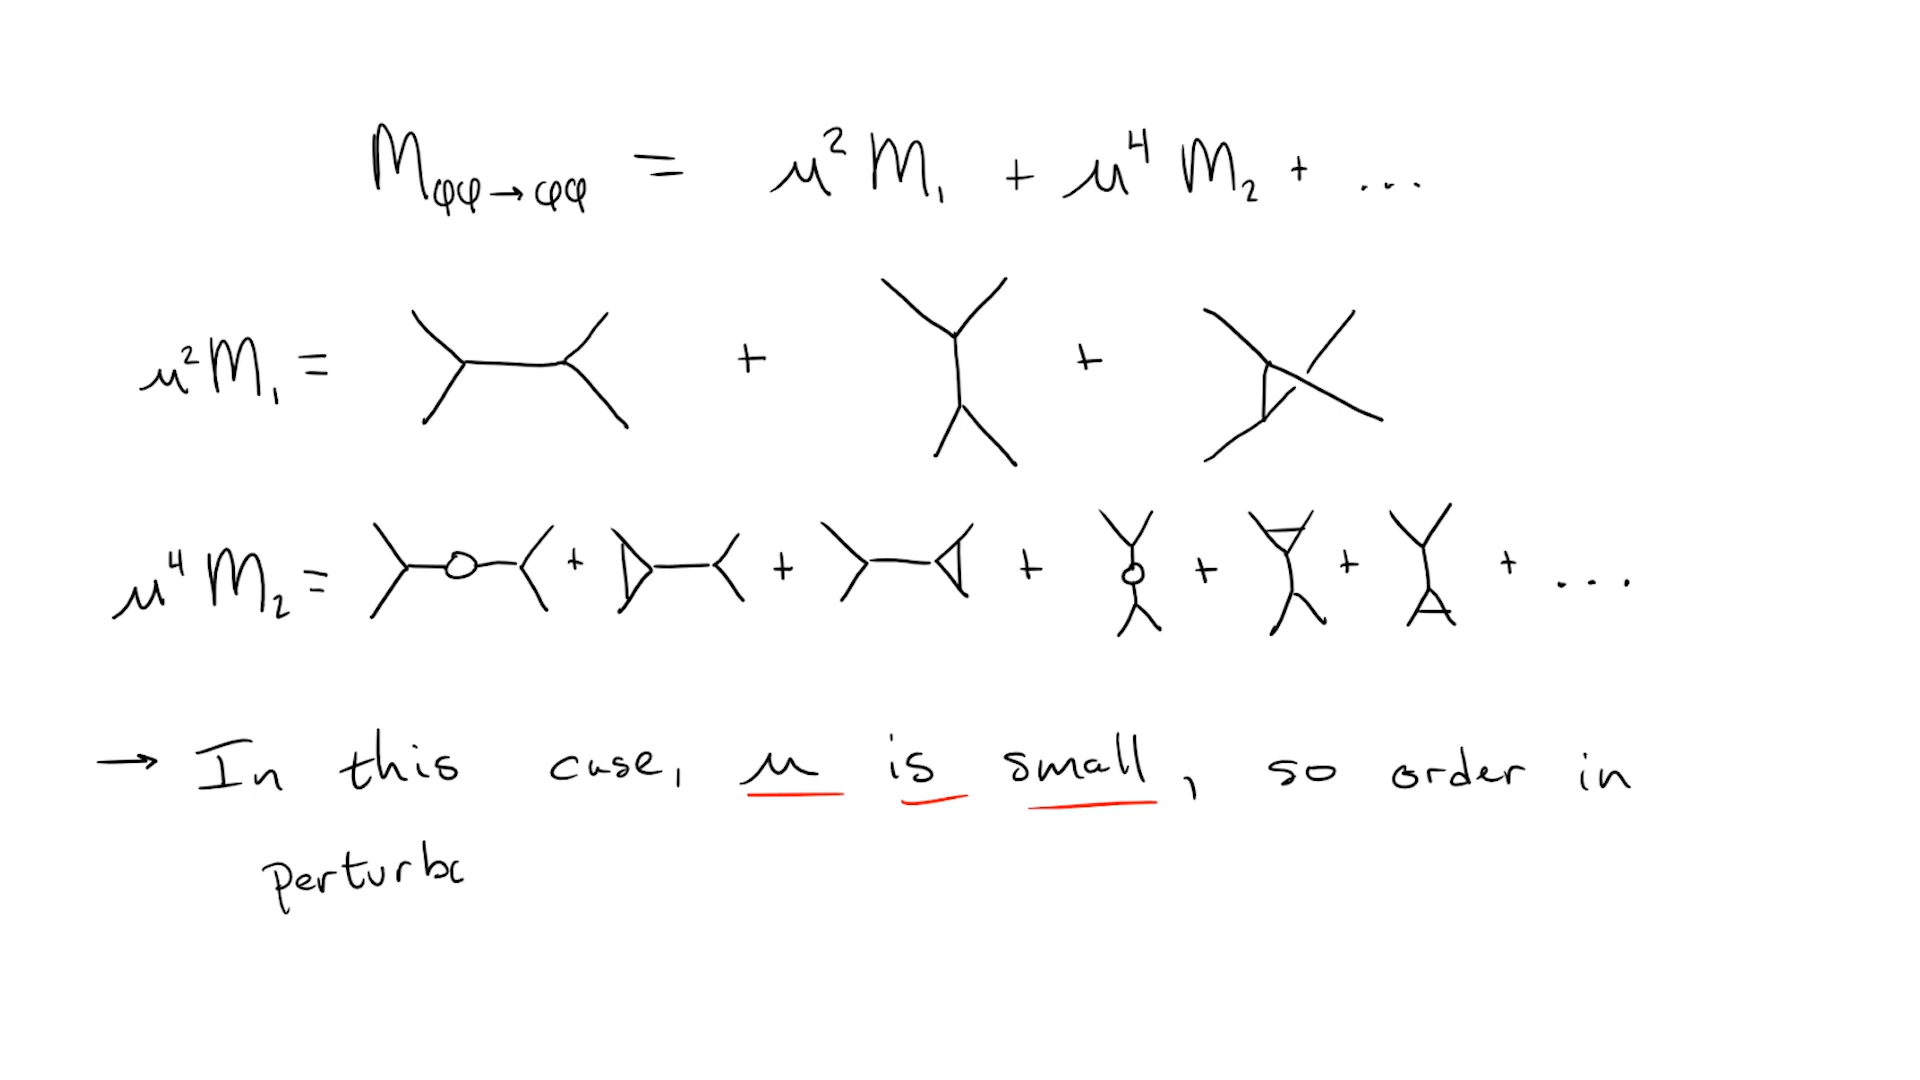 M_{φφ→φφ} = μ² M₁ + μ⁴ M₂ + ...
μ² M₁ = + +
μ⁴ M₂ = + + + + + + ...
→ In this case, μ is small, so order in
perturba